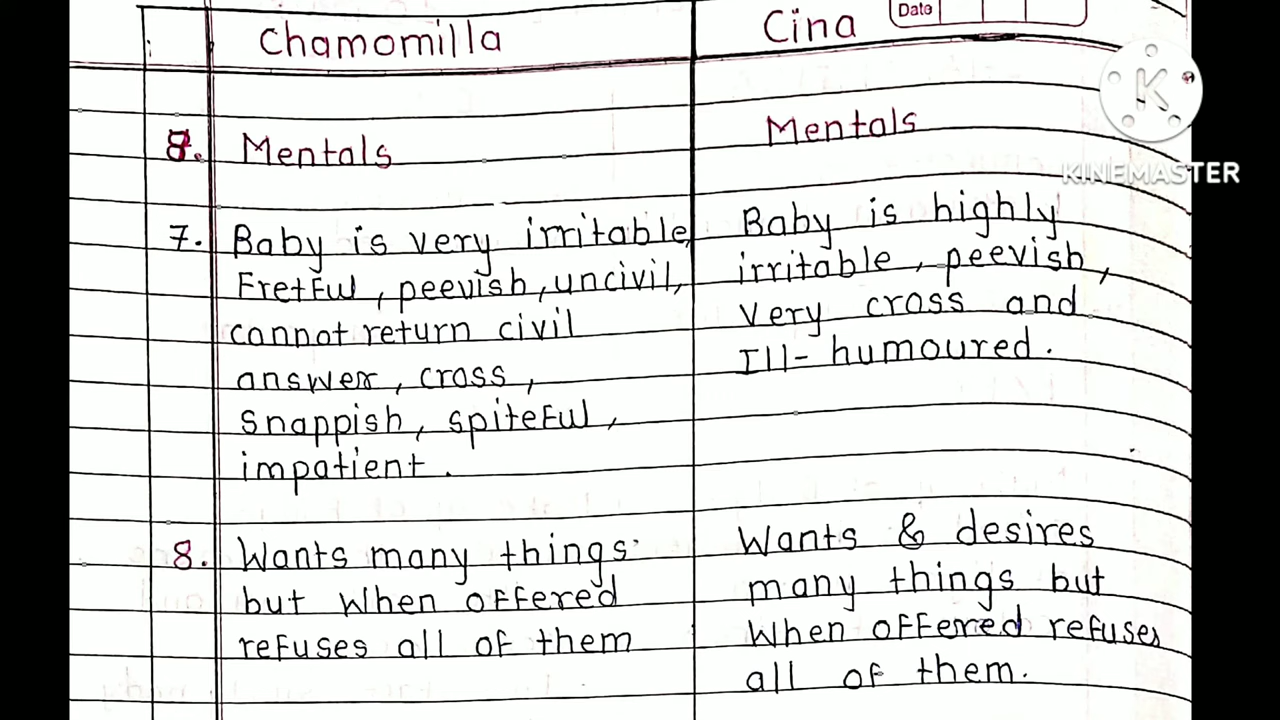 Date
Chamomilla
Cina
8. Mentals
Mentals
7. Baby is very irritable,
Fretful, peevish, uncivil,
cannot return civil
answer, cross,
snappish, spiteful,
impatient.
Baby is highly
irritable, peevish,
very cross and
Ill-humoured.
8. Wants many things
but when offered
refuses all of them
Wants & desires
many things but
when offered refuses
all of them.
K
KINEMASTER